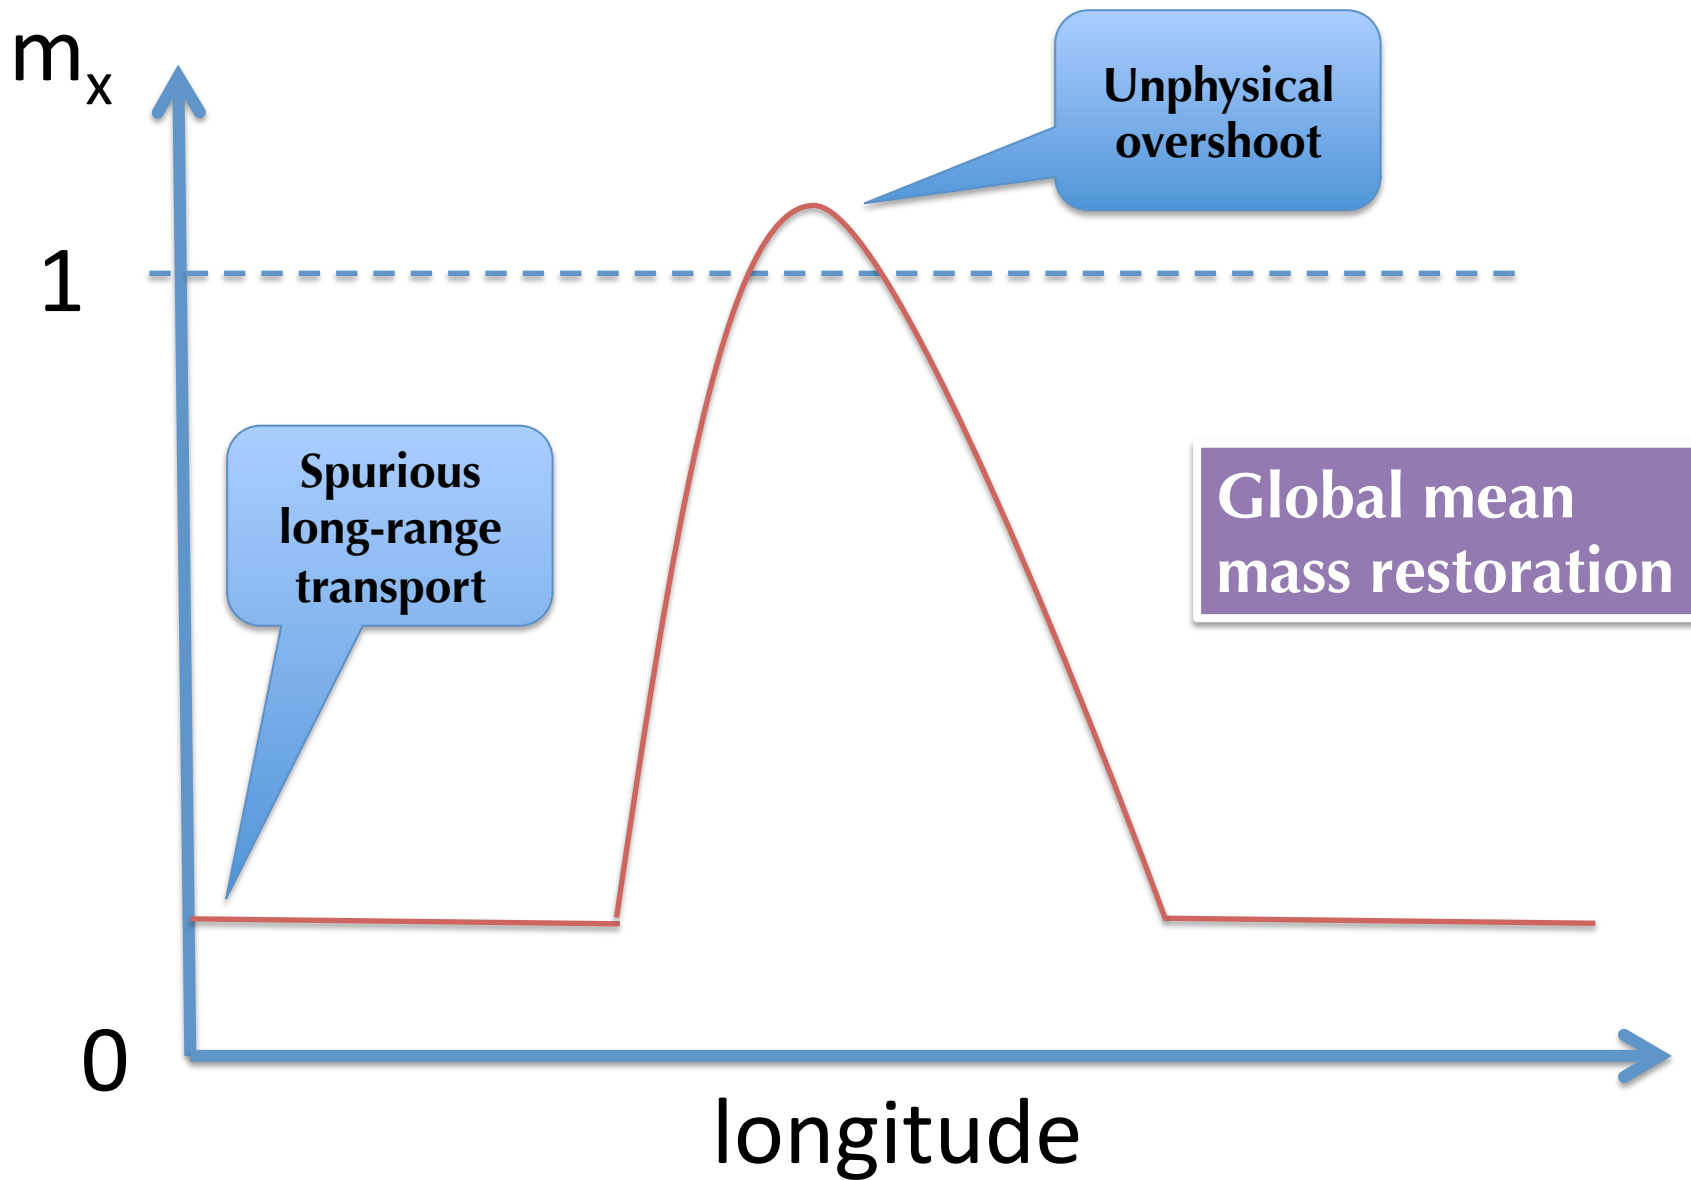 mx
Unphysical
overshoot
1
Spurious
long-range
transport
Global mean
mass restoration
0
longitude